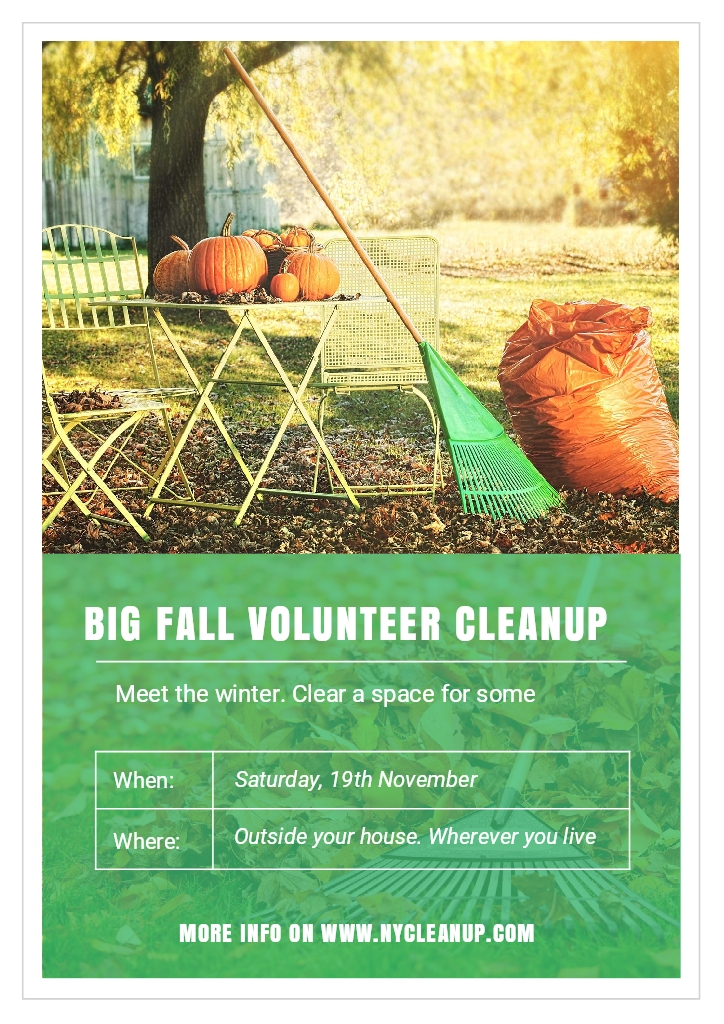 BIG FALL VOLUNTEER CLEANUP
Meet the winter. Clear a space for some
When: Saturday, 19th November
Where: Outside your house. Wherever you live
MORE INFO ON WWW.NYCLEANUP.COM